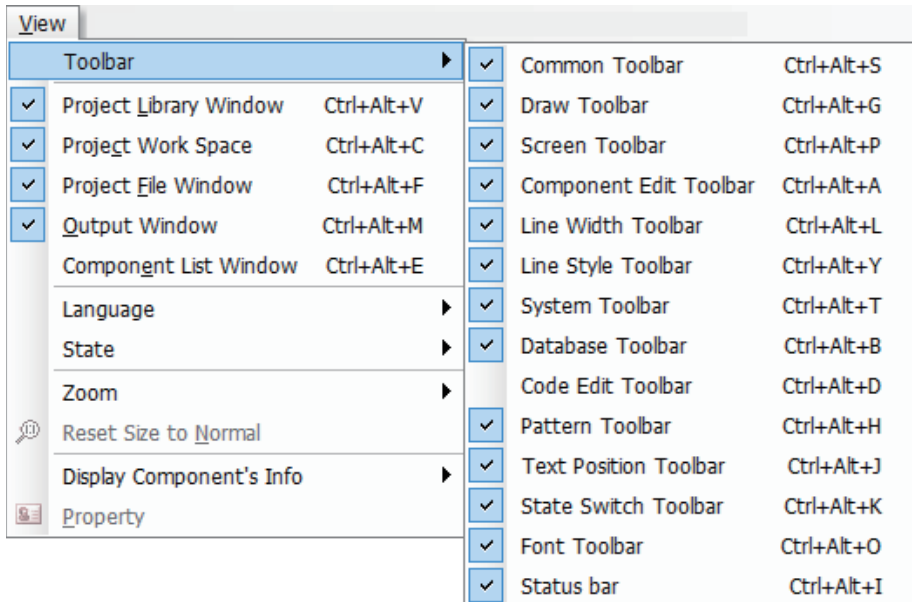 View
Toolbar
Project Library Window Ctrl+Alt+V
Project Work Space Ctrl+Alt+C
Project File Window Ctrl+Alt+F
Output Window Ctrl+Alt+M
Component List Window Ctrl+Alt+E
Language
State
Zoom
Reset Size to Normal
Display Component's Info
Property
Common Toolbar Ctrl+Alt+S
Draw Toolbar Ctrl+Alt+G
Screen Toolbar Ctrl+Alt+P
Component Edit Toolbar Ctrl+Alt+A
Line Width Toolbar Ctrl+Alt+L
Line Style Toolbar Ctrl+Alt+Y
System Toolbar Ctrl+Alt+T
Database Toolbar Ctrl+Alt+B
Code Edit Toolbar Ctrl+Alt+D
Pattern Toolbar Ctrl+Alt+H
Text Position Toolbar Ctrl+Alt+J
State Switch Toolbar Ctrl+Alt+K
Font Toolbar Ctrl+Alt+O
Status bar Ctrl+Alt+I